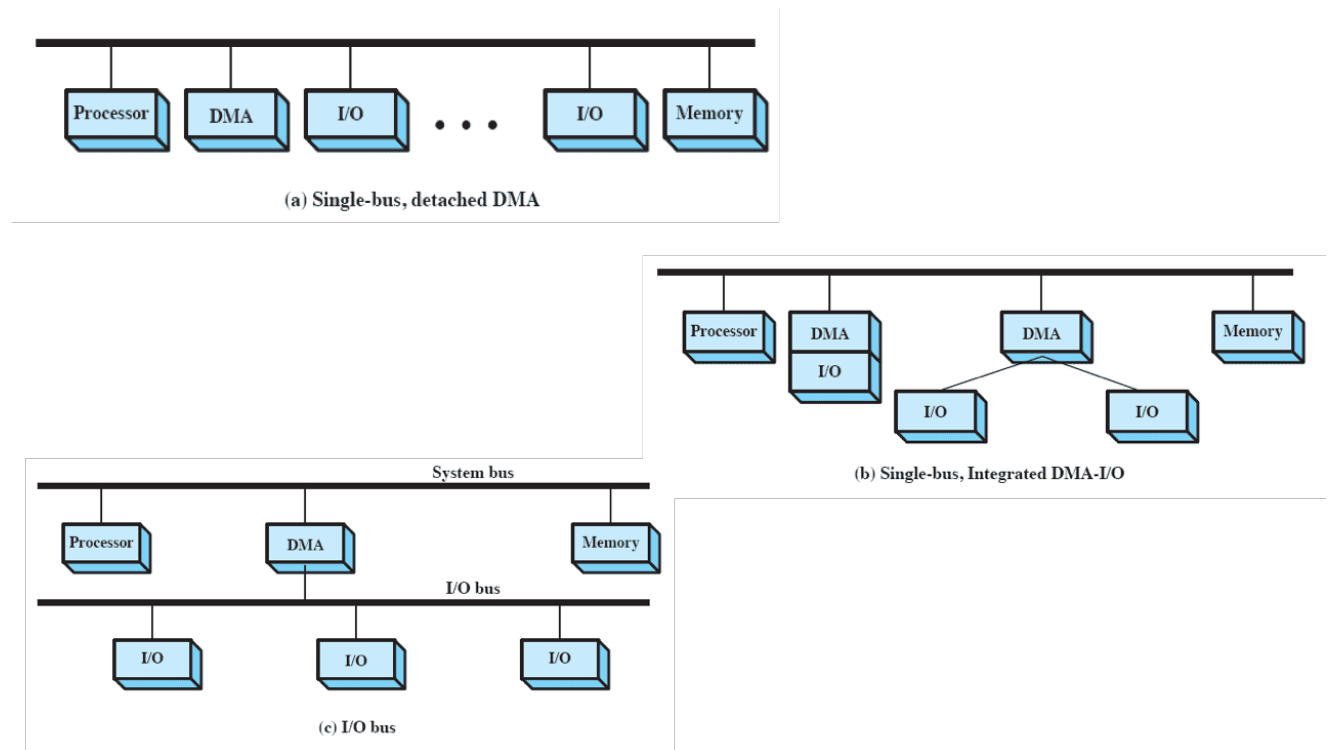 Processor
DMA
I/O
• • •
I/O
Memory
(a) Single-bus, detached DMA
Processor
DMA
I/O
DMA
I/O
I/O
Memory
(b) Single-bus, Integrated DMA-I/O
System bus
Processor
DMA
Memory
I/O bus
I/O
I/O
I/O
(c) I/O bus